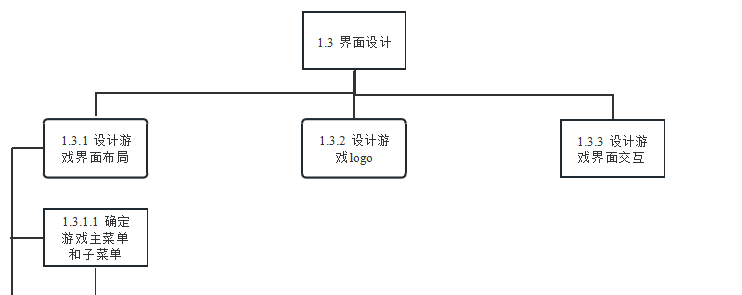 1.3 界面设计
1.3.1 设计游
戏界面布局
1.3.2 设计游
戏logo
1.3.3 设计游
戏界面交互
1.3.1.1 确定
游戏主菜单
和子菜单